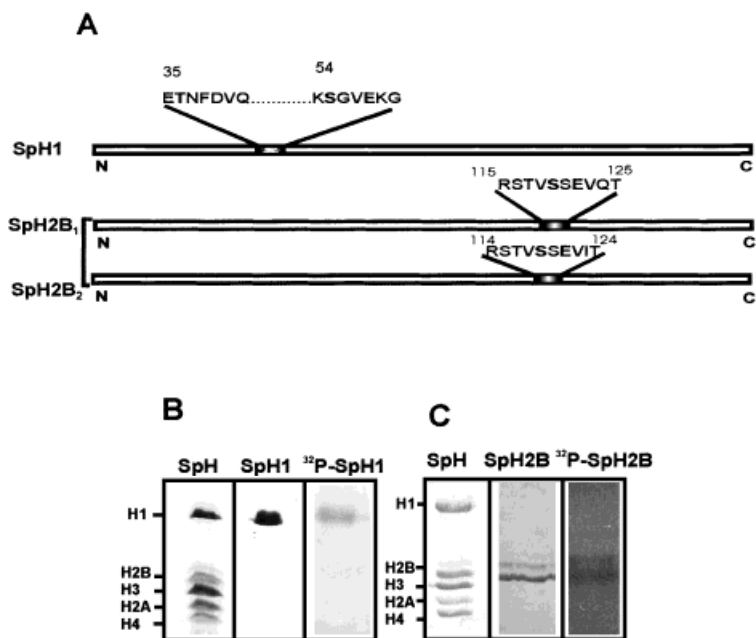 A
35 54
ETNFDVQ............KSGVEKG
SpH1
N C
115 125
RSTVSSEVQT
SpH2B₁
N
114 124
RSTVSSEVIT
SpH2B₂
N C
B
SpH SpH1 ³²P-SpH1
H1
H2B
H3
H2A
H4
C
SpH SpH2B ³²P-SpH2B
H1
H2B
H3
H2A
H4